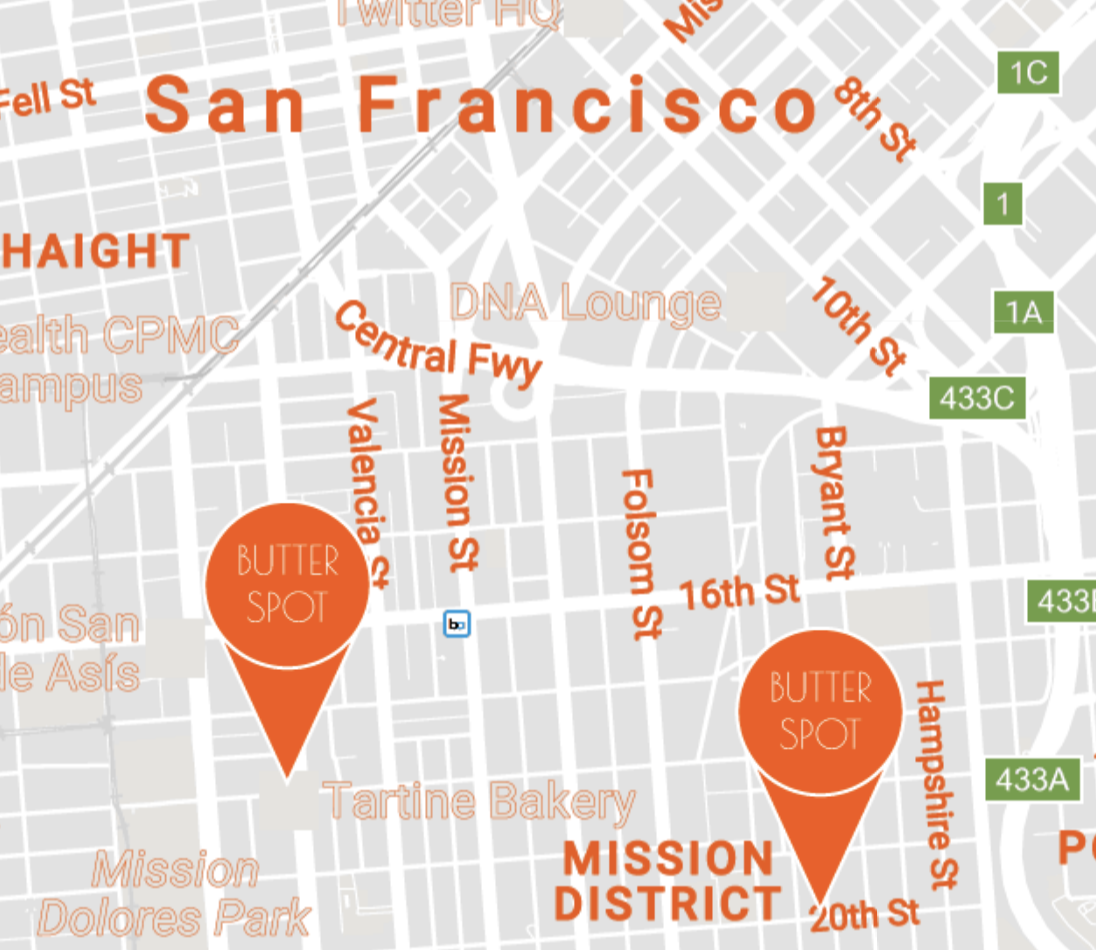 Twitter HQ
Mis
1C
Fell St
San Francisco
8th St
1
HAIGHT
DNA Lounge
10th St
1A
ealth CPMC
ampus
Central Fwy
433C
Valencia St
Mission St
Folsom St
Bryant St
BUTTER
SPOT
16th St
433
ón San
le Asís
BUTTER
SPOT
Hampshire St
433A
Tartine Bakery
MISSION
DISTRICT
Mission
Dolores Park
20th St